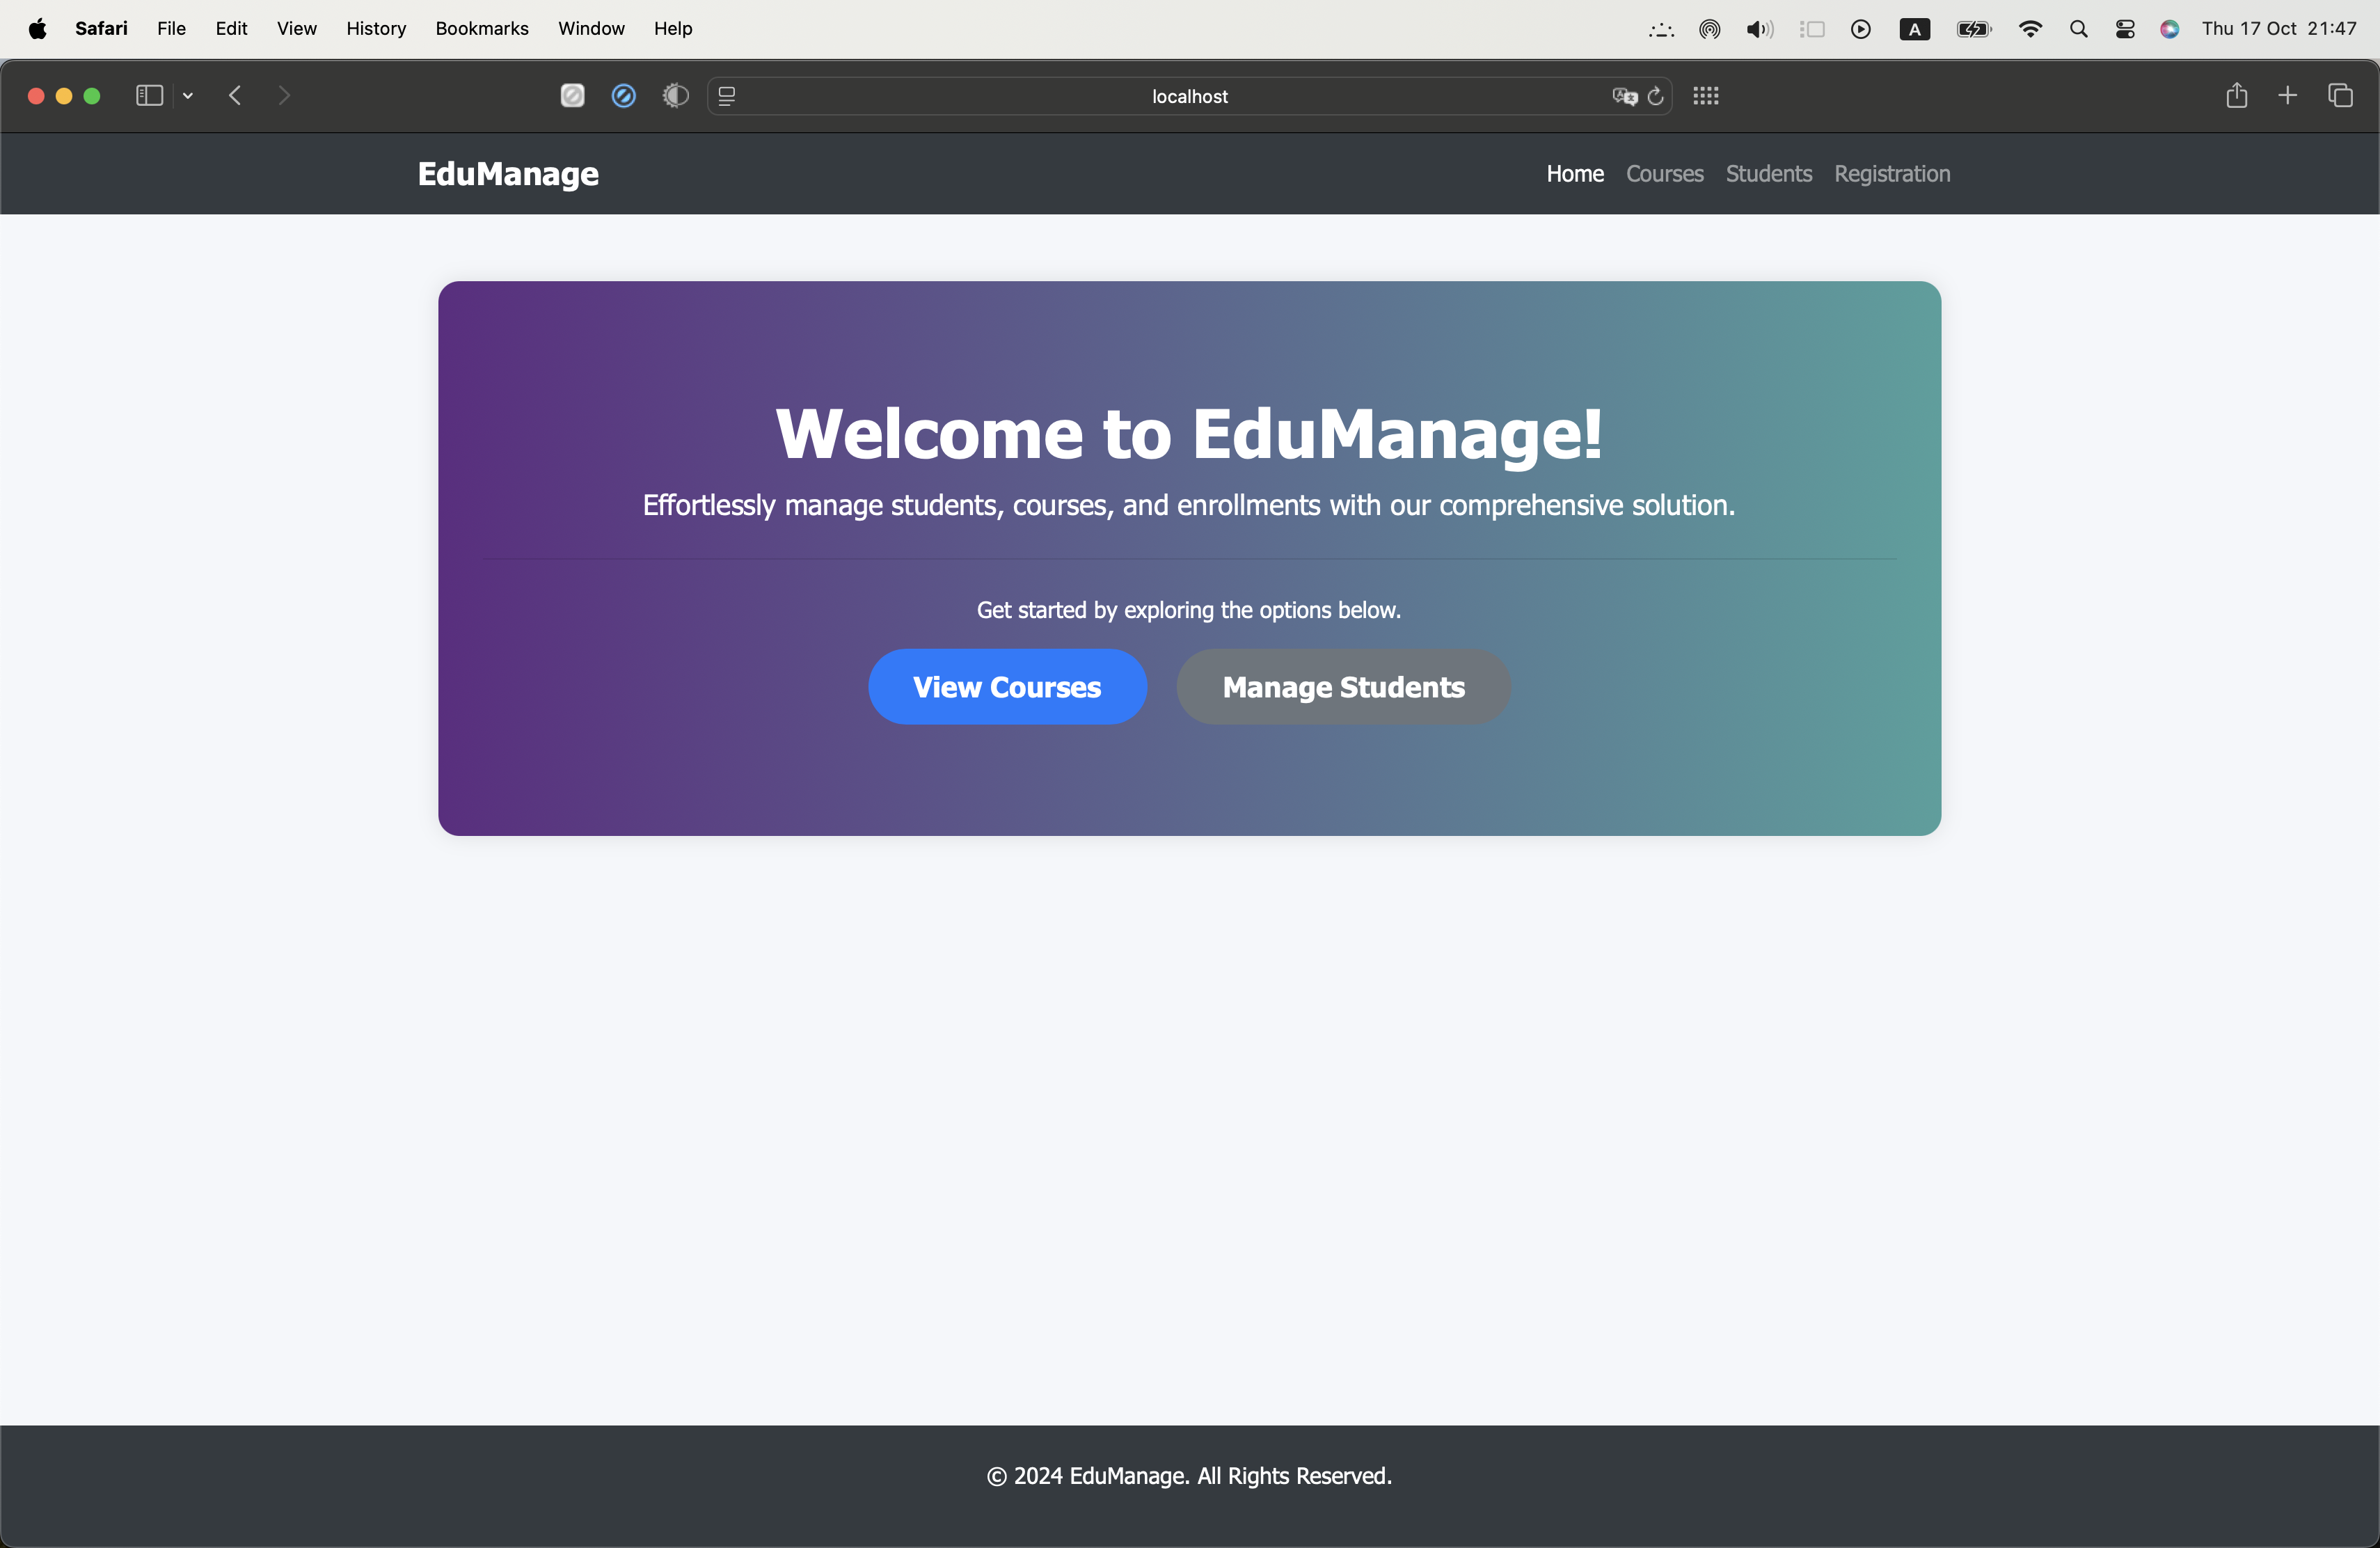 Safari File Edit View History Bookmarks Window Help A Thu 17 Oct 21:47
localhost
EduManage Home Courses Students Registration
Welcome to EduManage!
Effortlessly manage students, courses, and enrollments with our comprehensive solution.
Get started by exploring the options below.
View Courses Manage Students
© 2024 EduManage. All Rights Reserved.